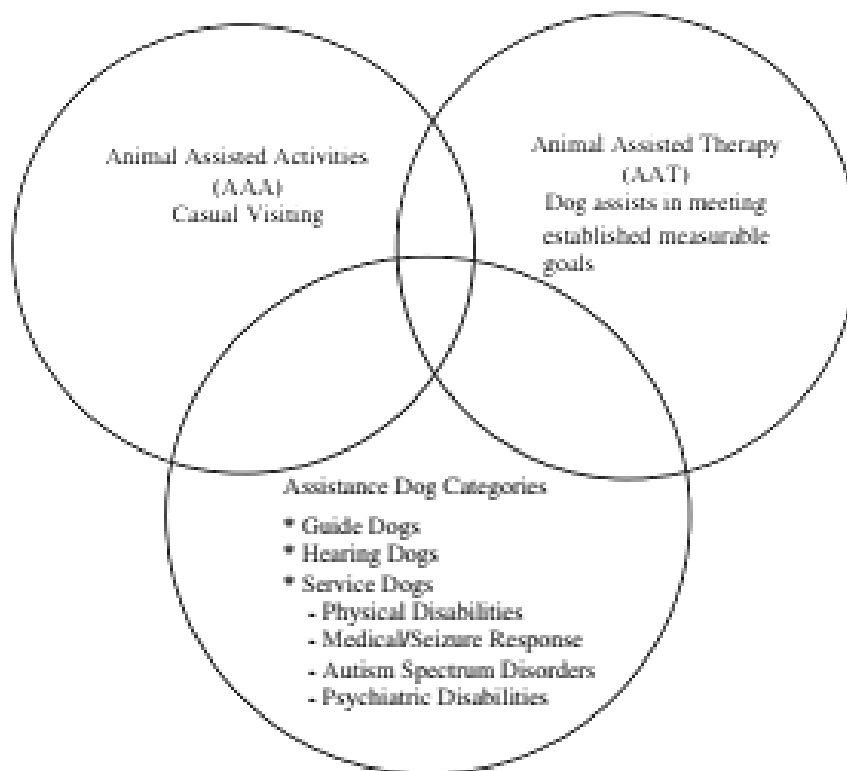 Animal Assisted Activities
(AAA)
Casual Visiting
Animal Assisted Therapy
(AAT)
Dog assists in meeting
established measurable
goals
Assistance Dog Categories
* Guide Dogs
* Hearing Dogs
* Service Dogs
- Physical Disabilities
- Medical/Seizure Response
- Autism Spectrum Disorders
- Psychiatric Disabilities